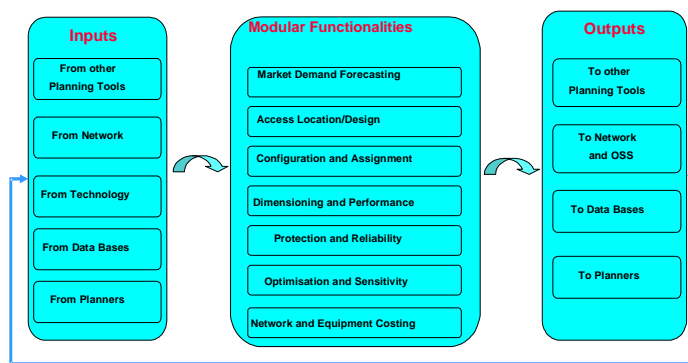 Inputs
From other
Planning Tools
From Network
From Technology
From Data Bases
From Planners
Modular Functionalities
Market Demand Forecasting
Access Location/Design
Configuration and Assignment
Dimensioning and Performance
Protection and Reliability
Optimisation and Sensitivity
Network and Equipment Costing
Outputs
To other
Planning Tools
To Network
and OSS
To Data Bases
To Planners